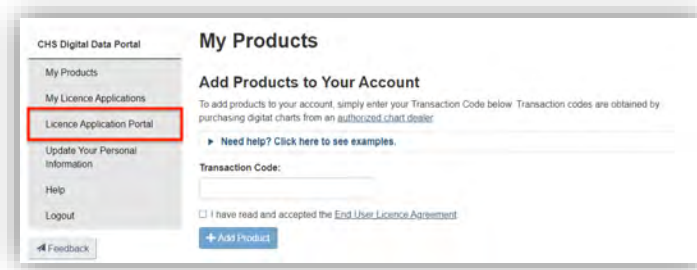 CHS Digital Data Portal
My Products
My Licence Applications
Licence Application Portal
Update Your Personal
Information
Help
Logout
Feedback
My Products
Add Products to Your Account
To add products to your account, simply enter your Transaction Code below. Transaction codes are obtained by
purchasing digital charts from an authorized chart dealer.
Need help? Click here to see examples.
Transaction Code:
I have read and accepted the End User Licence Agreement
+ Add Product